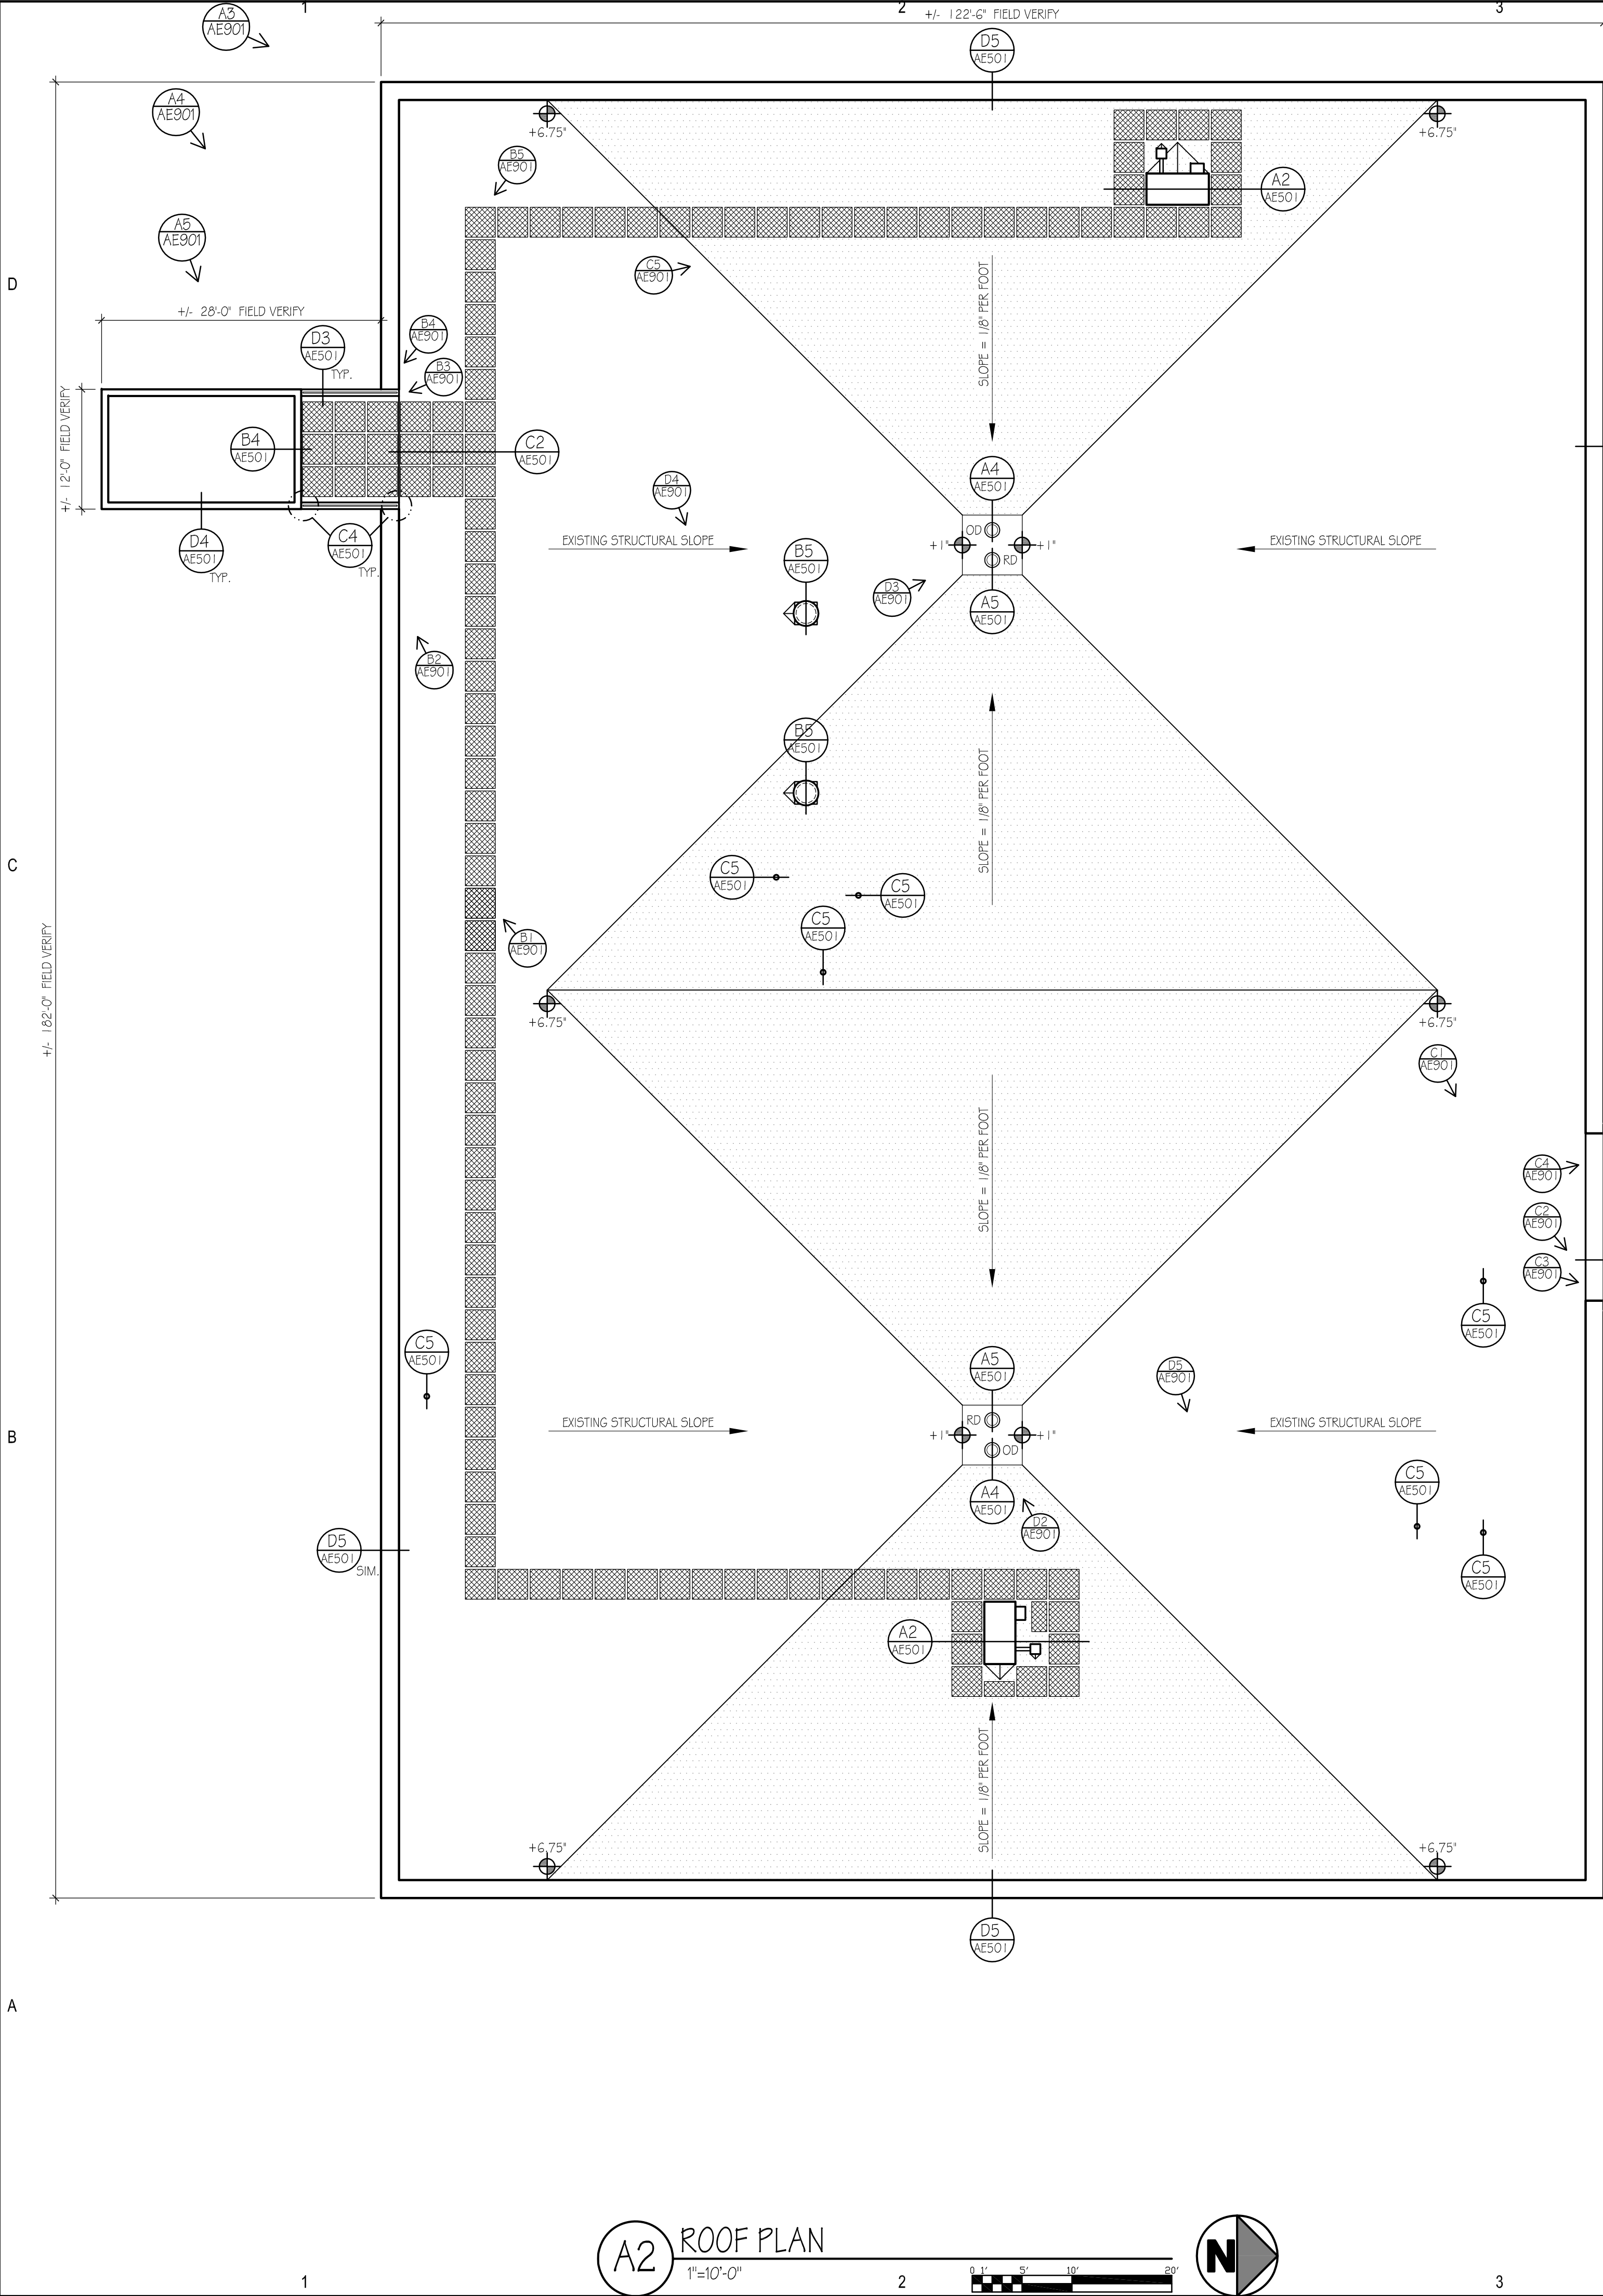 1
2
3
+/- 122'-6" FIELD VERIFY
A3
AE901
D5
AE501
A4
AE901
+6.75"
+6.75"
B5
AE901
A2
AE501
A5
AE901
C5
AE901
SLOPE = 1/8" PER FOOT
D
+/- 28'-0" FIELD VERIFY
D3
AE501
TYP.
B4
AE901
B3
AE901
+/- 12'-0" FIELD VERIFY
B4
AE501
C2
AE501
D4
AE901
A4
AE501
D4
AE501
TYP.
C4
AE501
TYP.
EXISTING STRUCTURAL SLOPE
OD
+1"
+1"
RD
EXISTING STRUCTURAL SLOPE
B5
AE501
D3
AE901
A5
AE501
B2
AE901
B5
AE501
SLOPE = 1/8" PER FOOT
C
C5
AE501
C5
AE501
C5
AE501
B1
AE901
+/- 182'-0" FIELD VERIFY
+6.75"
+6.75"
C1
AE901
SLOPE = 1/8" PER FOOT
C4
AE901
C2
AE901
C3
AE901
C5
AE501
C5
AE501
A5
AE501
D5
AE901
B
EXISTING STRUCTURAL SLOPE
RD
+1"
+1"
OD
EXISTING STRUCTURAL SLOPE
C5
AE501
A4
AE501
D2
AE901
D5
AE501
SIM.
C5
AE501
A2
AE501
SLOPE = 1/8" PER FOOT
+6.75"
+6.75"
D5
AE501
A
A2
ROOF PLAN
1"=10'-0"
0 1' 5' 10' 20'
N
1
2
3